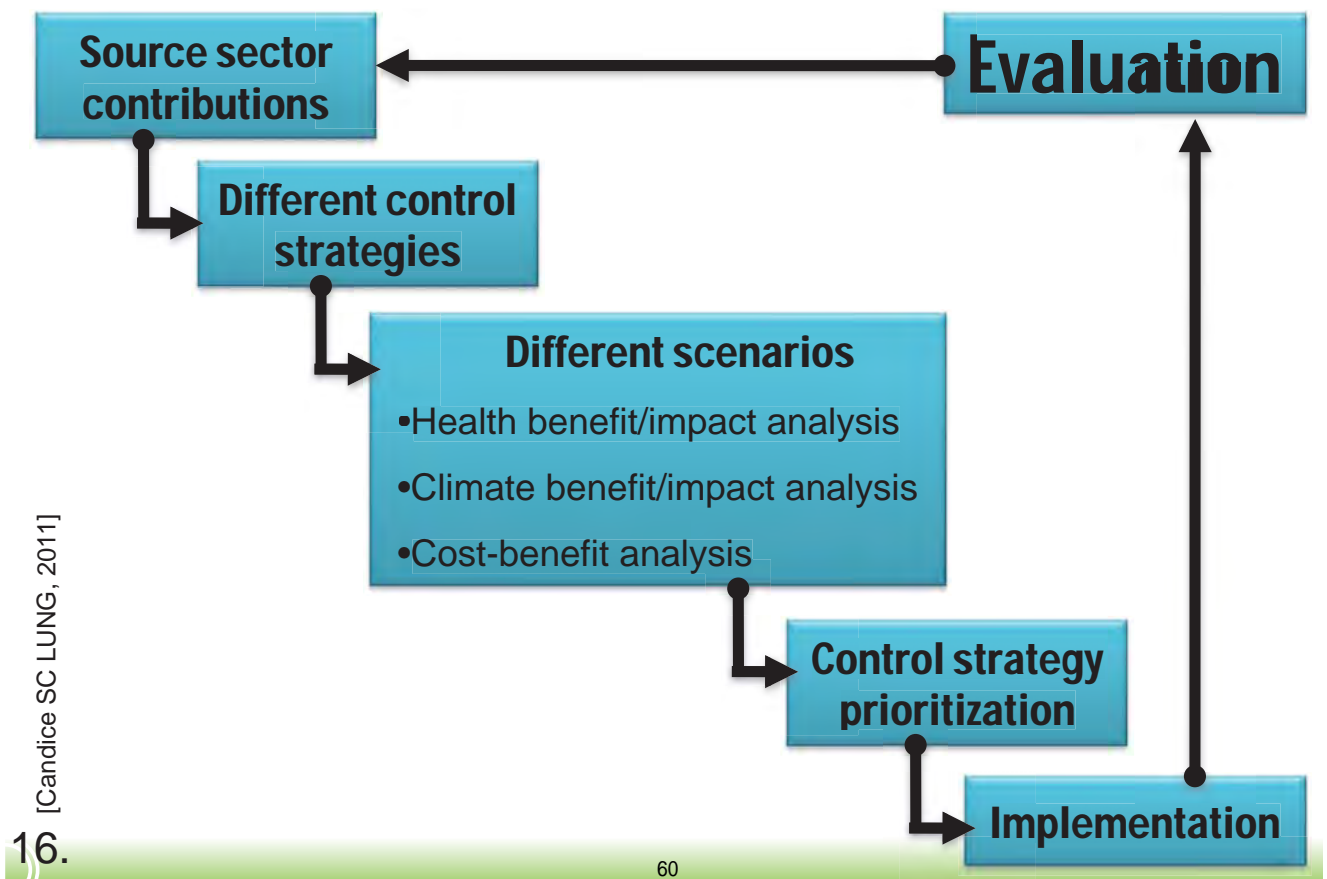 Source sector
contributions
Evaluation
Different control
strategies
Different scenarios
•Health benefit/impact analysis
•Climate benefit/impact analysis
•Cost-benefit analysis
Control strategy
prioritization
Implementation
[Candice SC LUNG, 2011]
16.
60